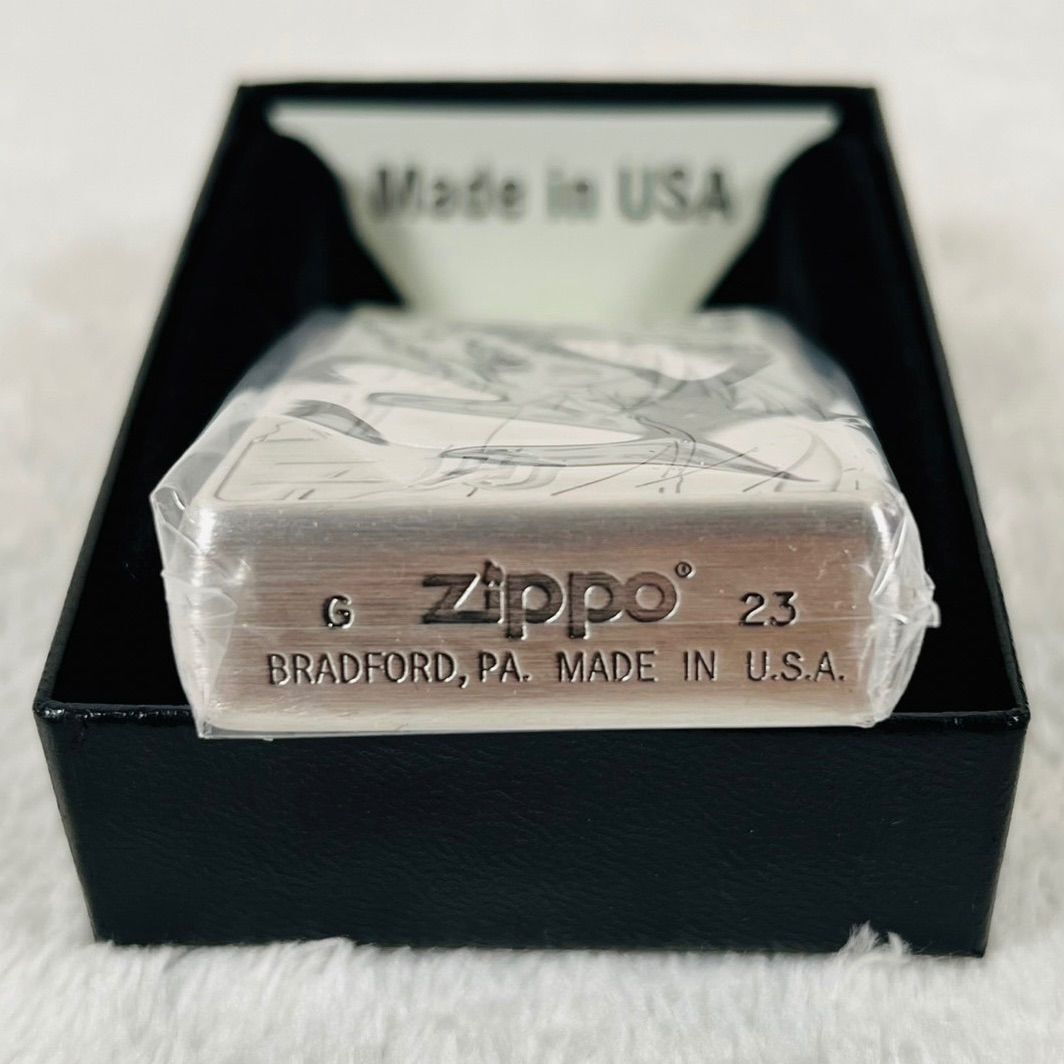 Made in USA
G zippo® 23
BRADFORD, PA. MADE IN U.S.A.